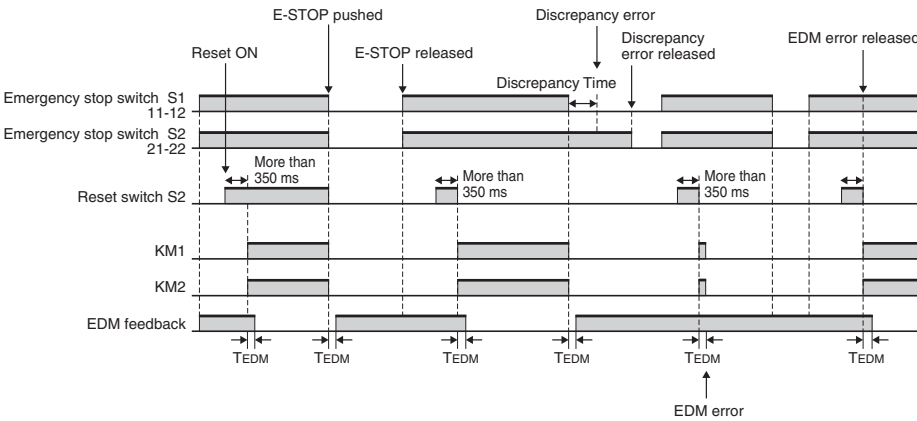 E-STOP pushed
Discrepancy error
Reset ON
E-STOP released
Discrepancy
error released
EDM error released
Discrepancy Time
Emergency stop switch S1
11-12
Emergency stop switch S2
21-22
More than
350 ms
More than
350 ms
More than
350 ms
Reset switch S2
KM1
KM2
EDM feedback
TEDM
TEDM
TEDM
TEDM
TEDM
TEDM
EDM error